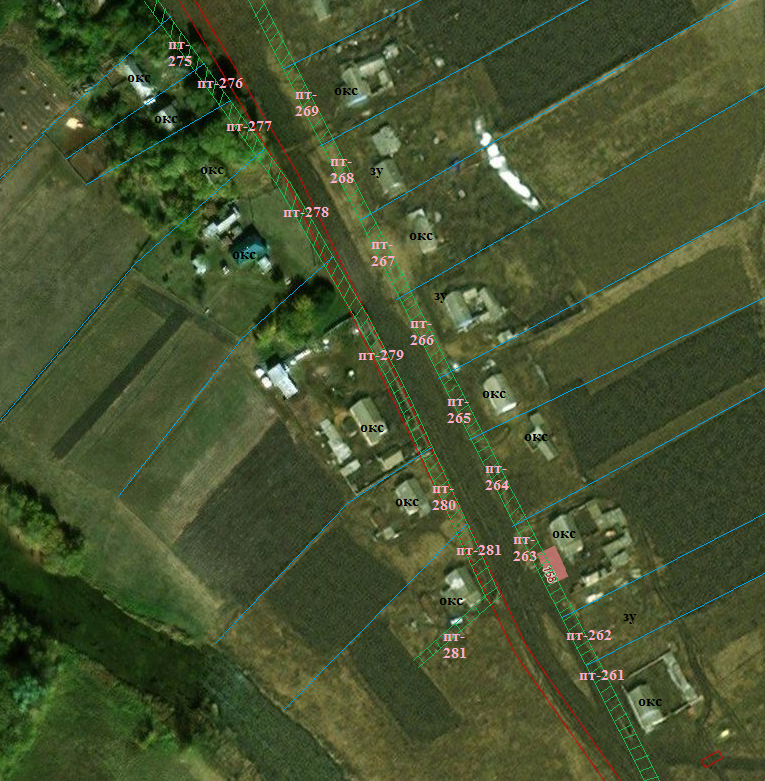 пт-
275
окс
пт-276
окс
пт-
269
окс
пт-277
окс
пт-
268
зу
пт-278
окс
пт-
267
окс
зу
пт-
266
пт-279
окс
пт-
265
окс
окс
пт-
264
окс
пт-
280
окс
пт-
263
пт-281
158
окс
зу
пт-262
пт-
281
пт-261
окс